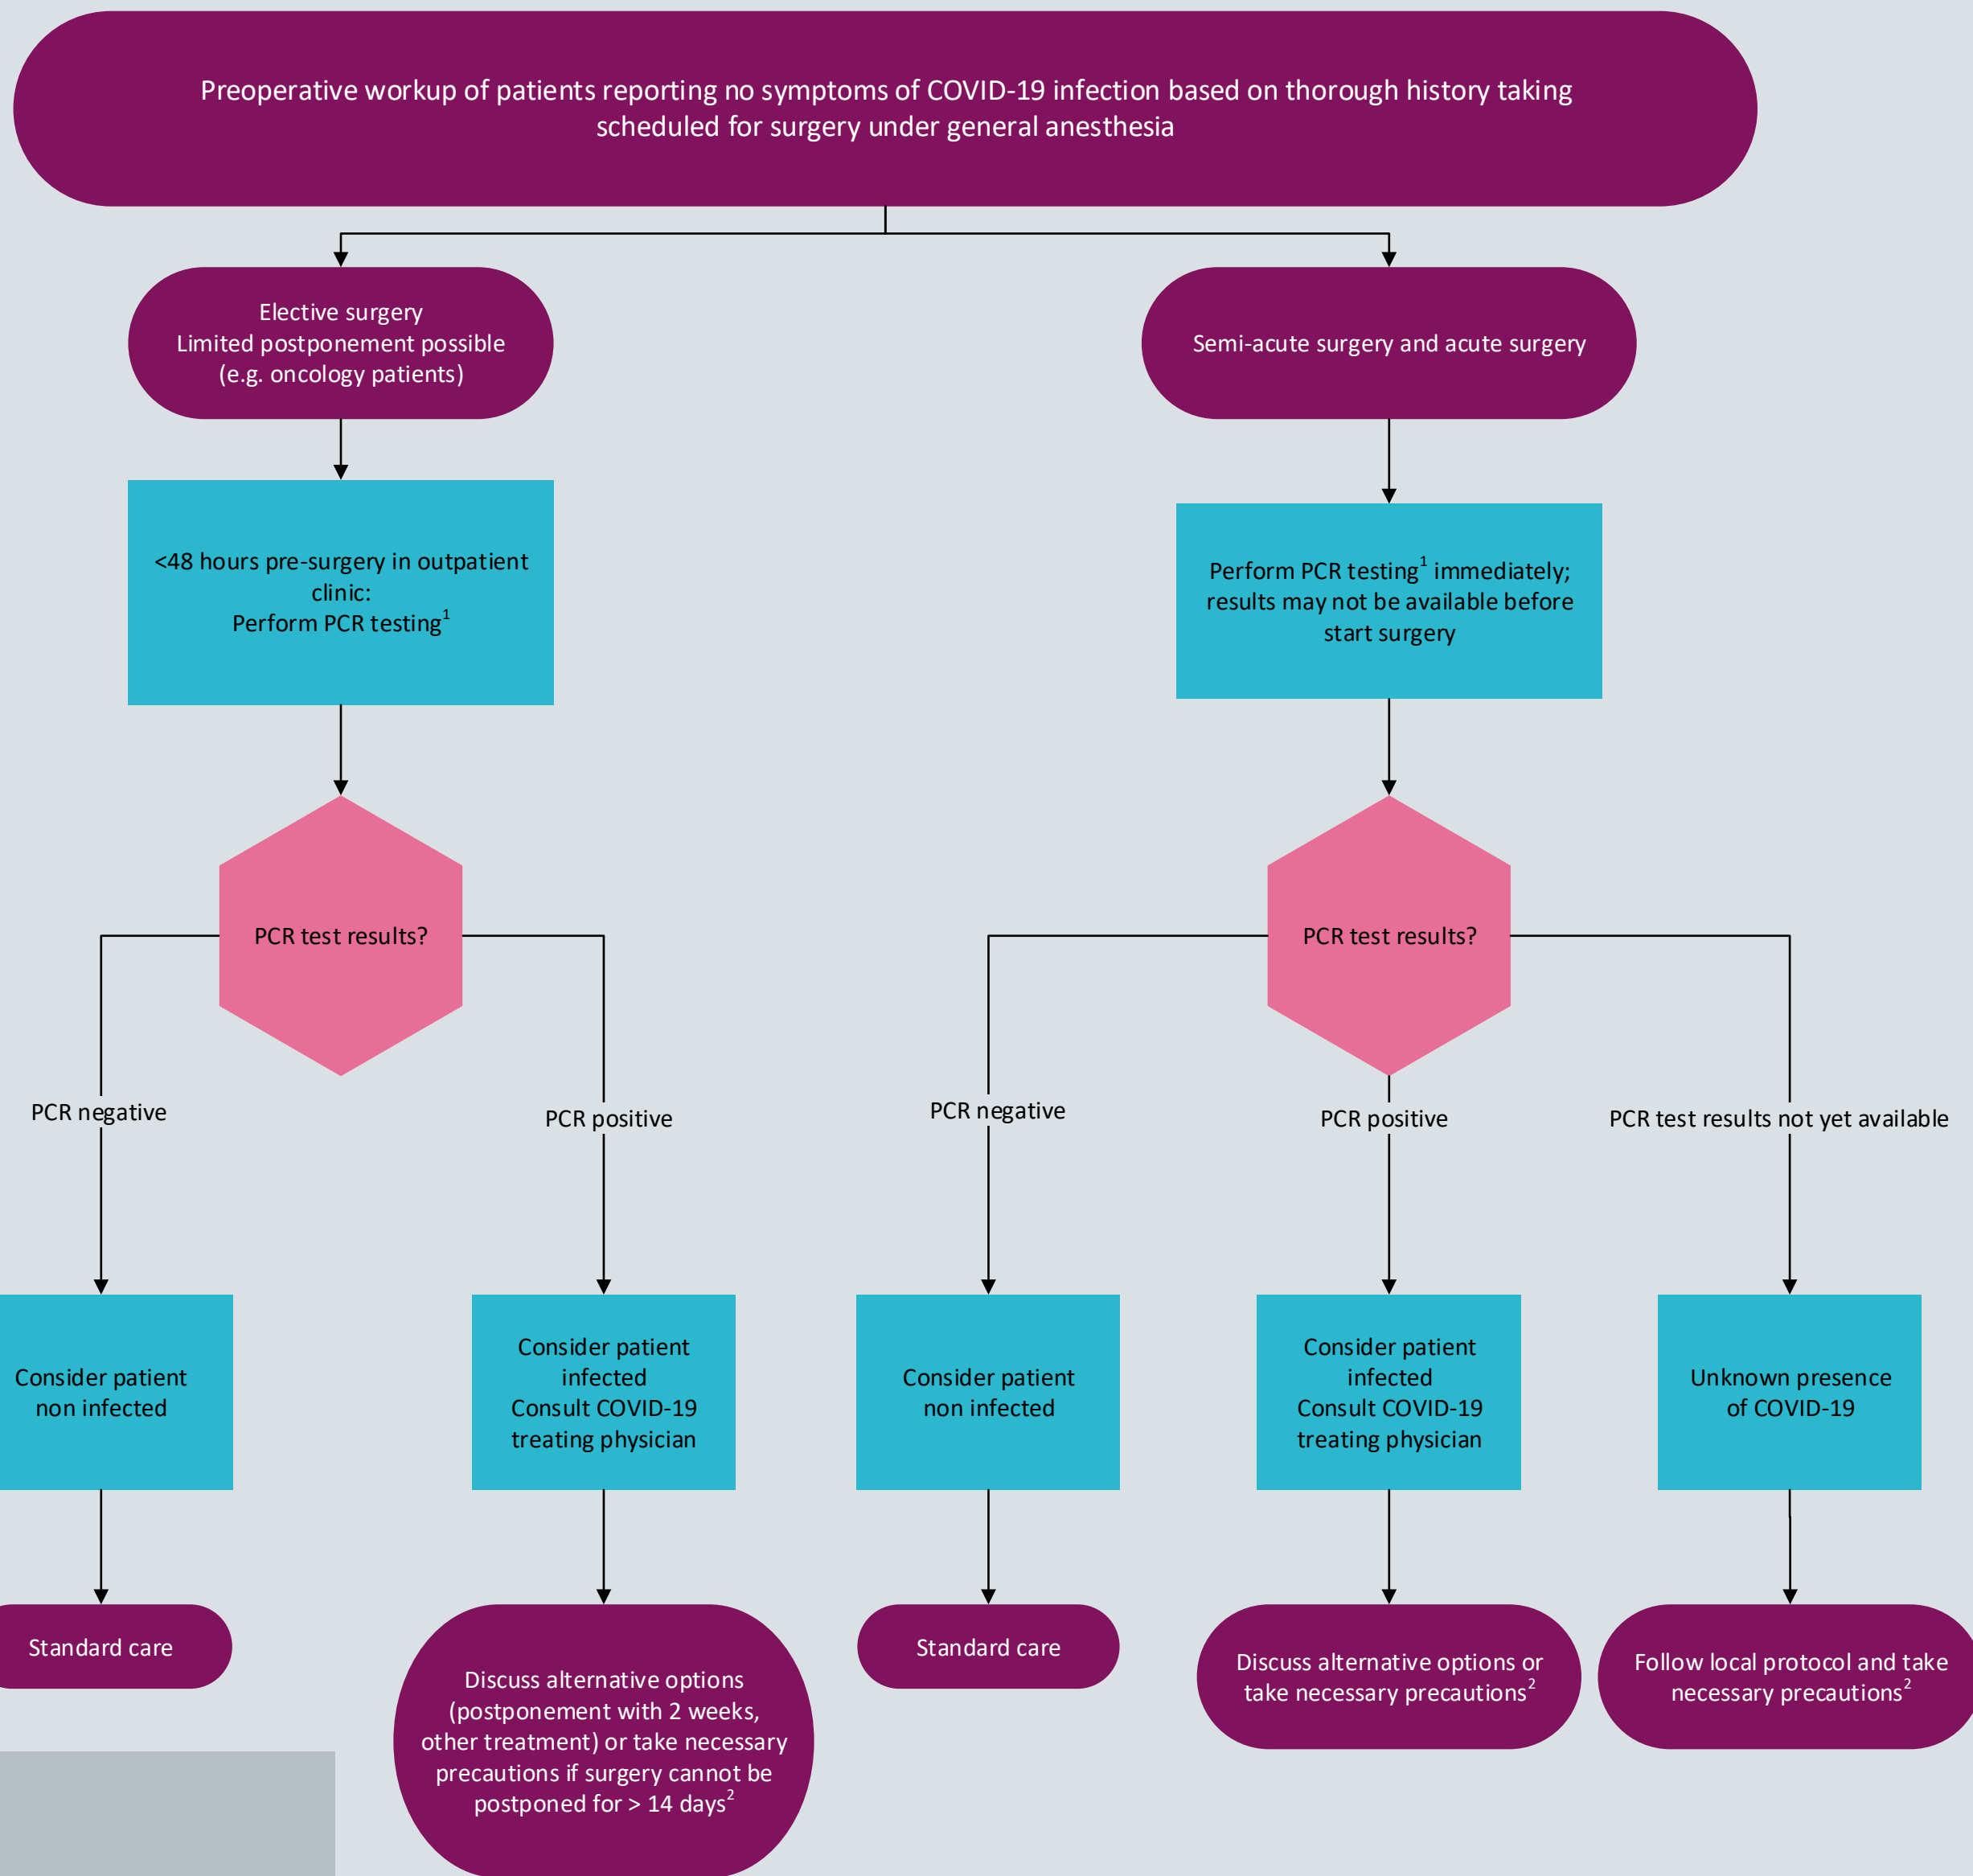 Preoperative workup of patients reporting no symptoms of COVID-19 infection based on thorough history taking
scheduled for surgery under general anesthesia
Elective surgery
Limited postponement possible
(e.g. oncology patients)
Semi-acute surgery and acute surgery
<48 hours pre-surgery in outpatient
clinic:
Perform PCR testing¹
Perform PCR testing¹ immediately;
results may not be available before
start surgery
PCR test results?
PCR test results?
PCR negative
PCR positive
PCR negative
PCR positive
PCR test results not yet available
Consider patient
non infected
Consider patient
infected
Consult COVID-19
treating physician
Consider patient
non infected
Consider patient
infected
Consult COVID-19
treating physician
Unknown presence
of COVID-19
Standard care
Discuss alternative options
(postponement with 2 weeks,
other treatment) or take necessary
precautions if surgery cannot be
postponed for > 14 days²
Standard care
Discuss alternative options or
take necessary precautions²
Follow local protocol and take
necessary precautions²